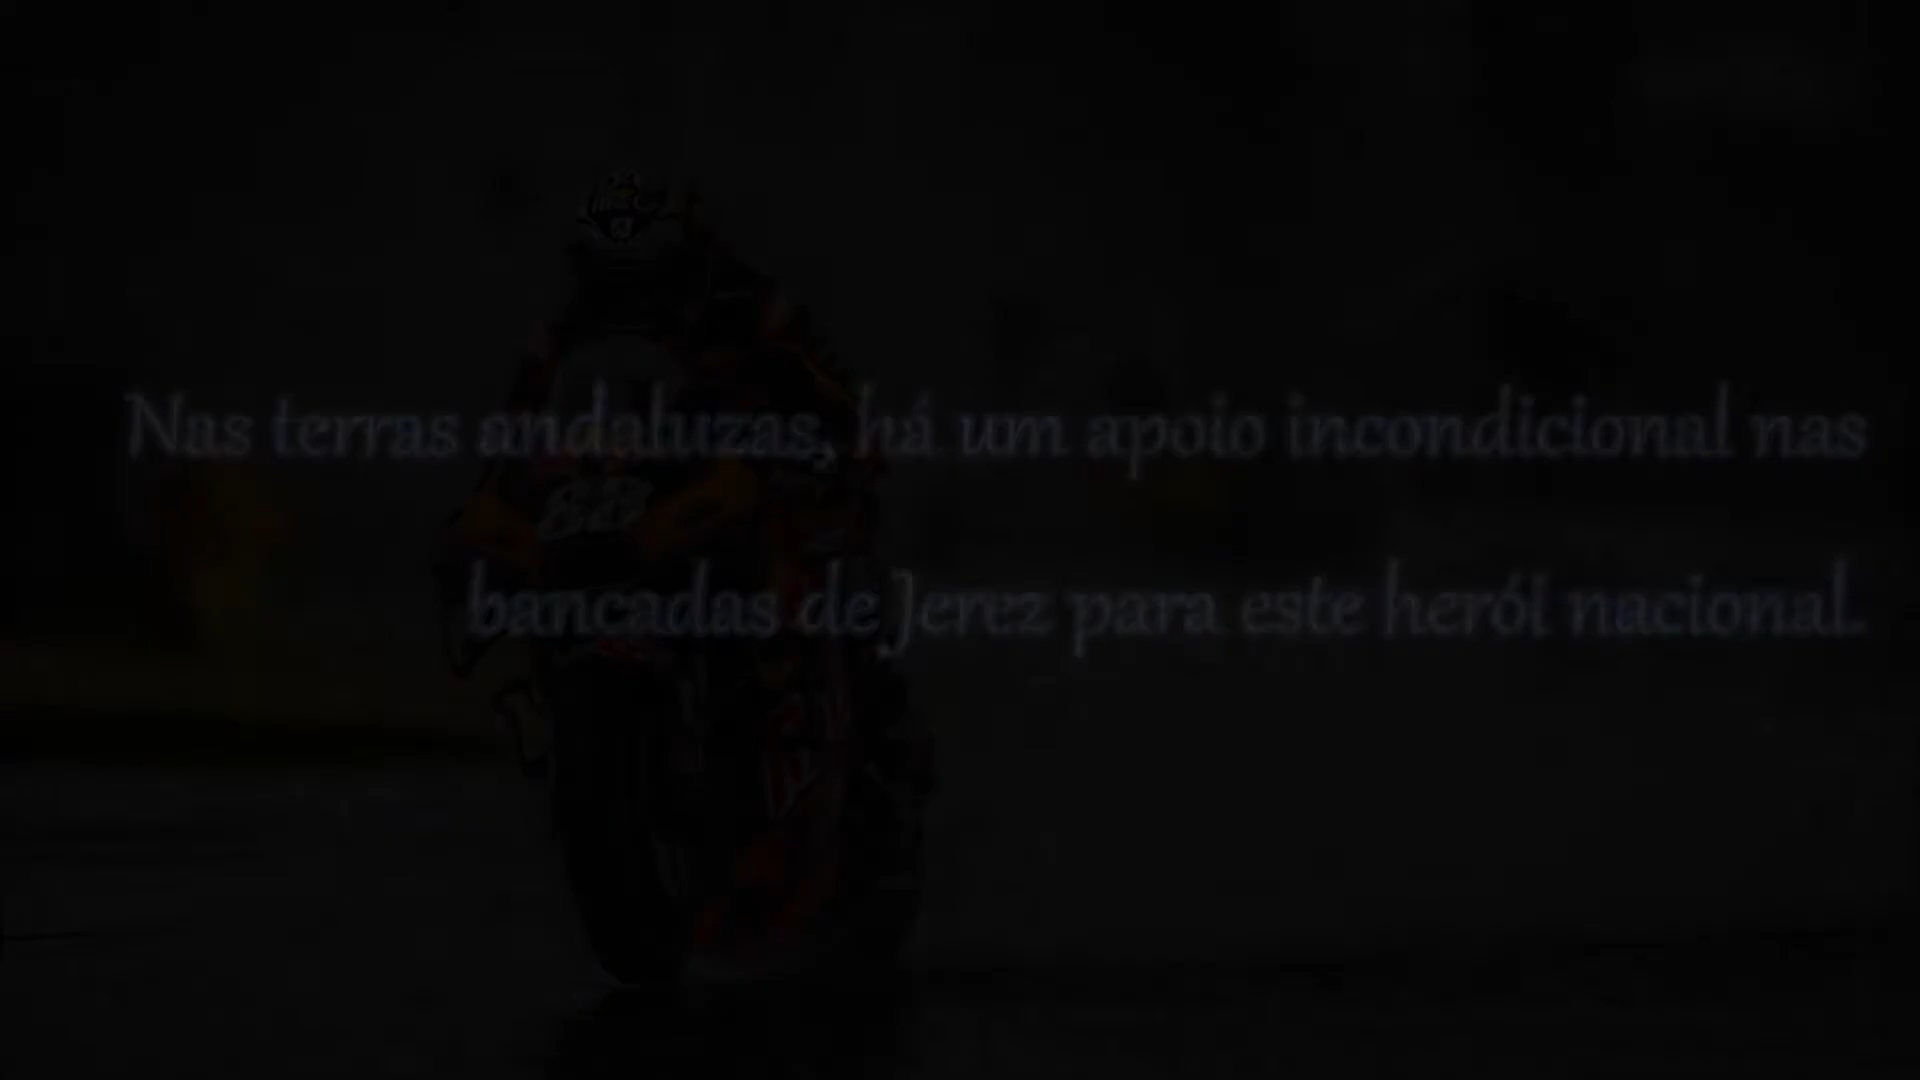 Nas terras andaluzas, há um apoio incondicional nas
bancadas de Jerez para este herói nacional.